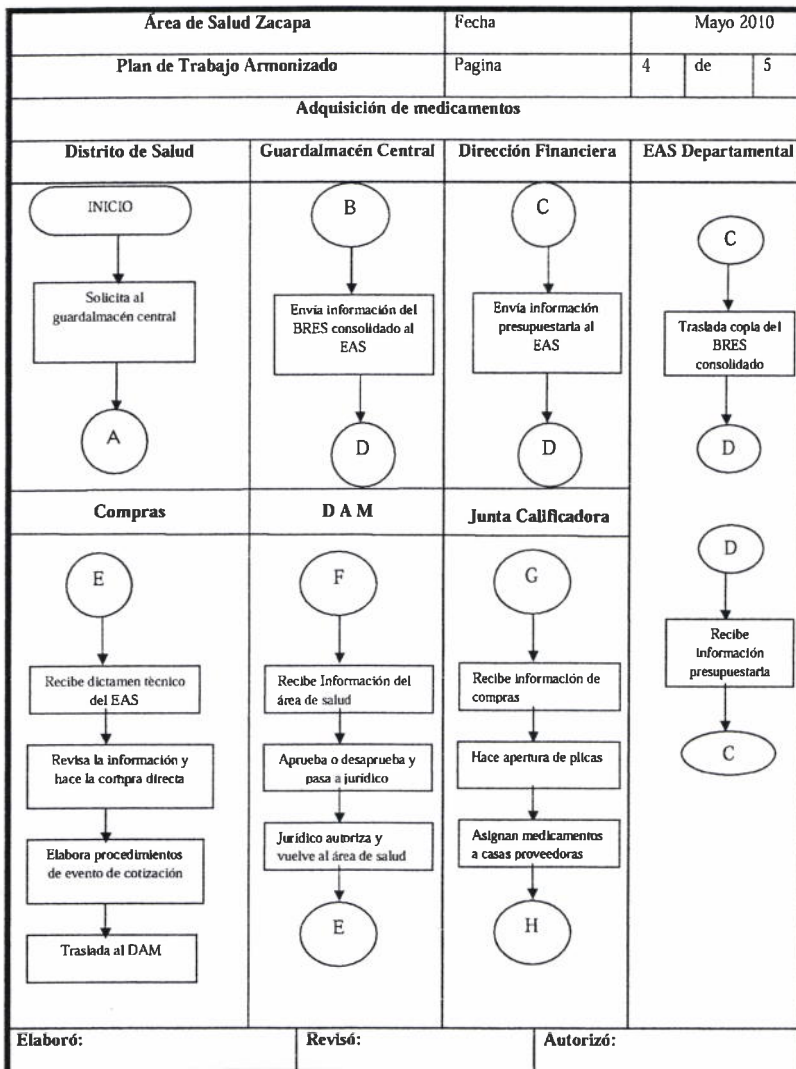 Área de Salud Zacapa Fecha Mayo 2010
Plan de Trabajo Armonizado Pagina 4 de 5
Adquisición de medicamentos
Distrito de Salud
INICIO
Solicita al
guardalmacén central
A
Guardalmacén Central
B
Envía información del
BRES consolidado al
EAS
D
Dirección Financiera
C
Envía información
presupuestaria al
EAS
D
EAS Departamental
C
Traslada copia del
BRES
consolidado
D
D
Recibe
información
presupuestaria
C
Compras
E
Recibe dictamen técnico
del EAS
Revisa la información y
hace la compra directa
Elabora procedimientos
de evento de cotización
Traslada al DAM
D A M
F
Recibe Información del
área de salud
Aprueba o desaprueba y
pasa a jurídico
Jurídico autoriza y
vuelve al área de salud
E
Junta Calificadora
G
Recibe información de
compras
Hace apertura de plicas
Asignan medicamentos
a casas proveedoras
H
Elaboró: Revisó: Autorizó: